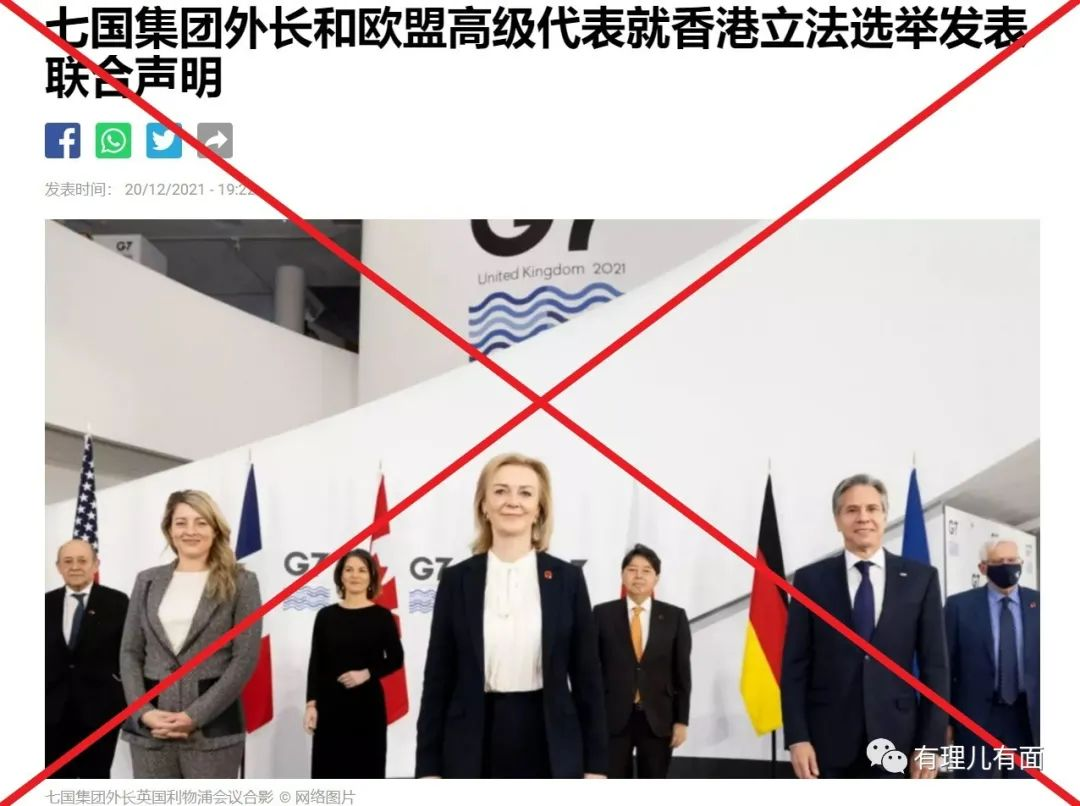 七国集团外长和欧盟高级代表就香港立法选举发表
联合声明
发表时间： 20/12/2021 - 19:22
G7
G7
United Kingdom 2021
G7
G7
G7
有理儿有面
七国集团外长英国利物浦会议合影 © 网络图片